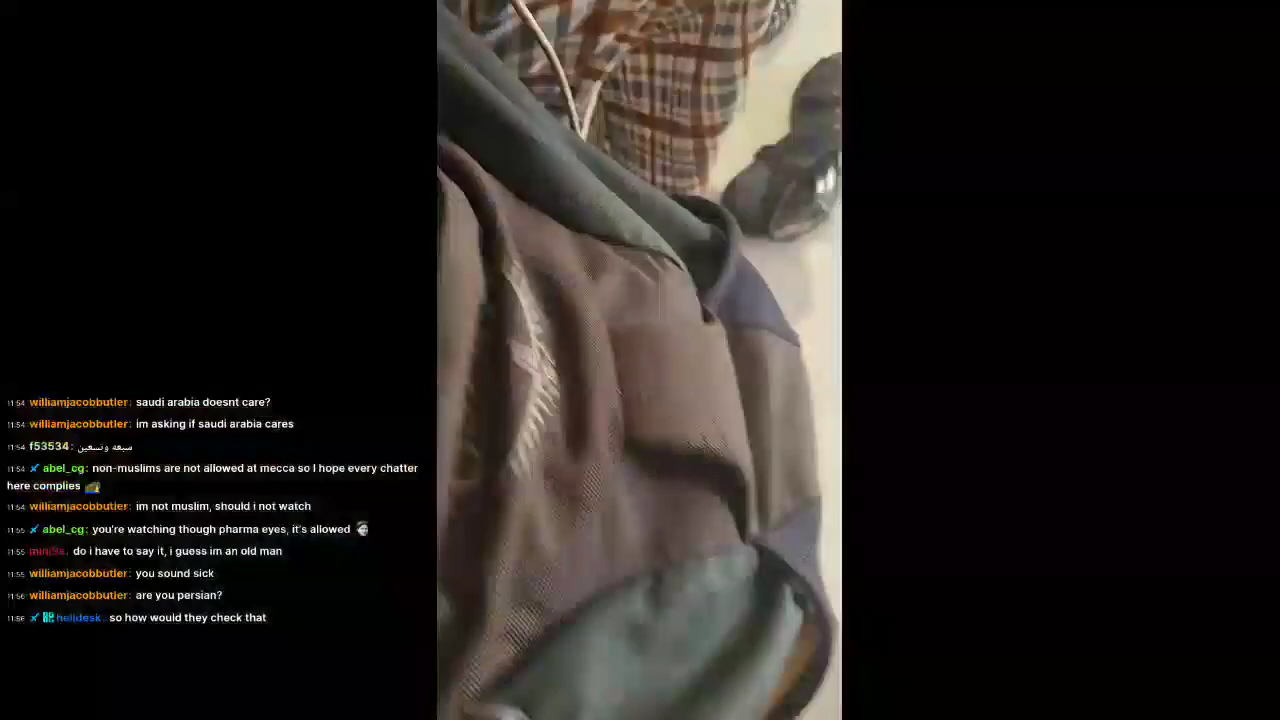 11:54 williamjacobbutler: saudi arabia doesnt care?
11:54 williamjacobbutler: im asking if saudi arabia cares
11:54 f53534: سبعة وتسعين
11:54 abel_cg: non-muslims are not allowed at mecca so I hope every chatter
here complies
11:54 williamjacobbutler: im not muslim, should i not watch
11:55 abel_cg: you're watching though pharma eyes, it's allowed
11:55 do i have to say it, i guess im an old man
11:55 williamjacobbutler: you sound sick
11:56 williamjacobbutler: are you persian?
11:56 helldesk: so how would they check that